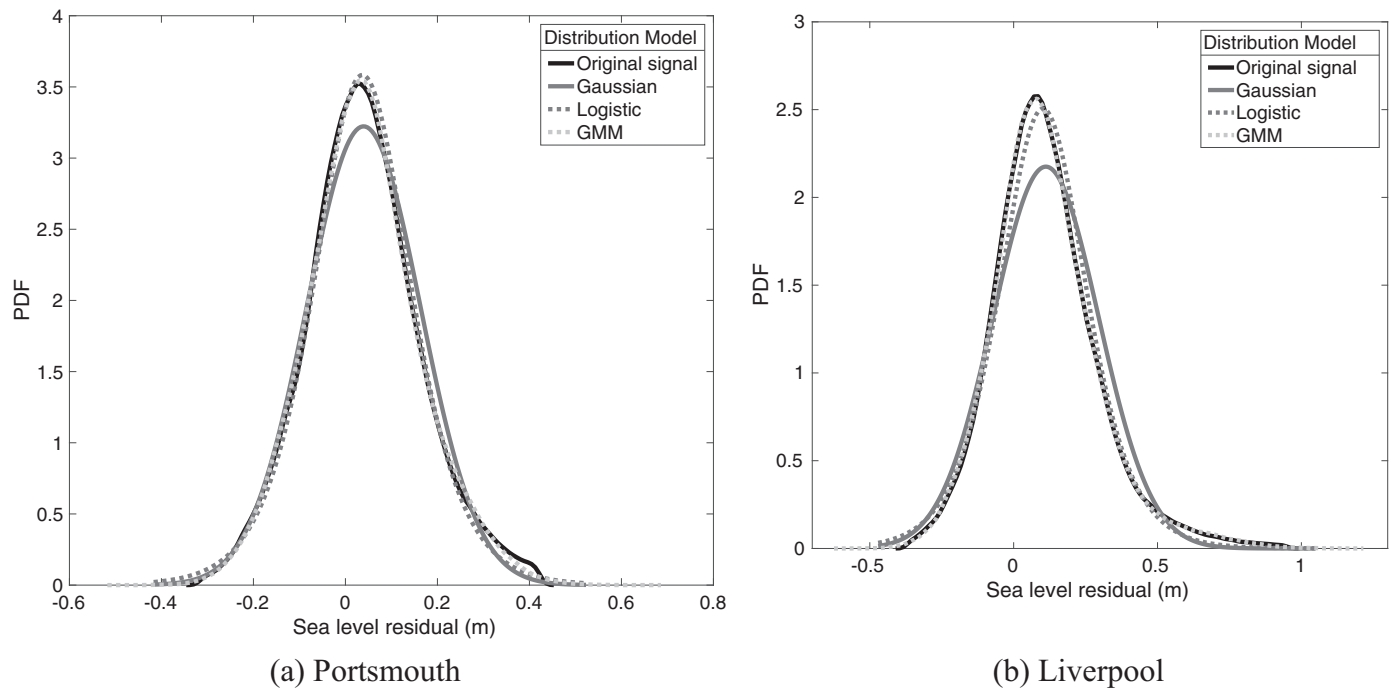 4
3.5
3
2.5
2
1.5
1
0.5
0
PDF
-0.6
-0.4
-0.2
0
0.2
0.4
0.6
0.8
Sea level residual (m)
Distribution Model
Original signal
Gaussian
Logistic
GMM
(a) Portsmouth
3
2.5
2
1.5
1
0.5
0
PDF
-0.5
0
0.5
1
Sea level residual (m)
Distribution Model
Original signal
Gaussian
Logistic
GMM
(b) Liverpool